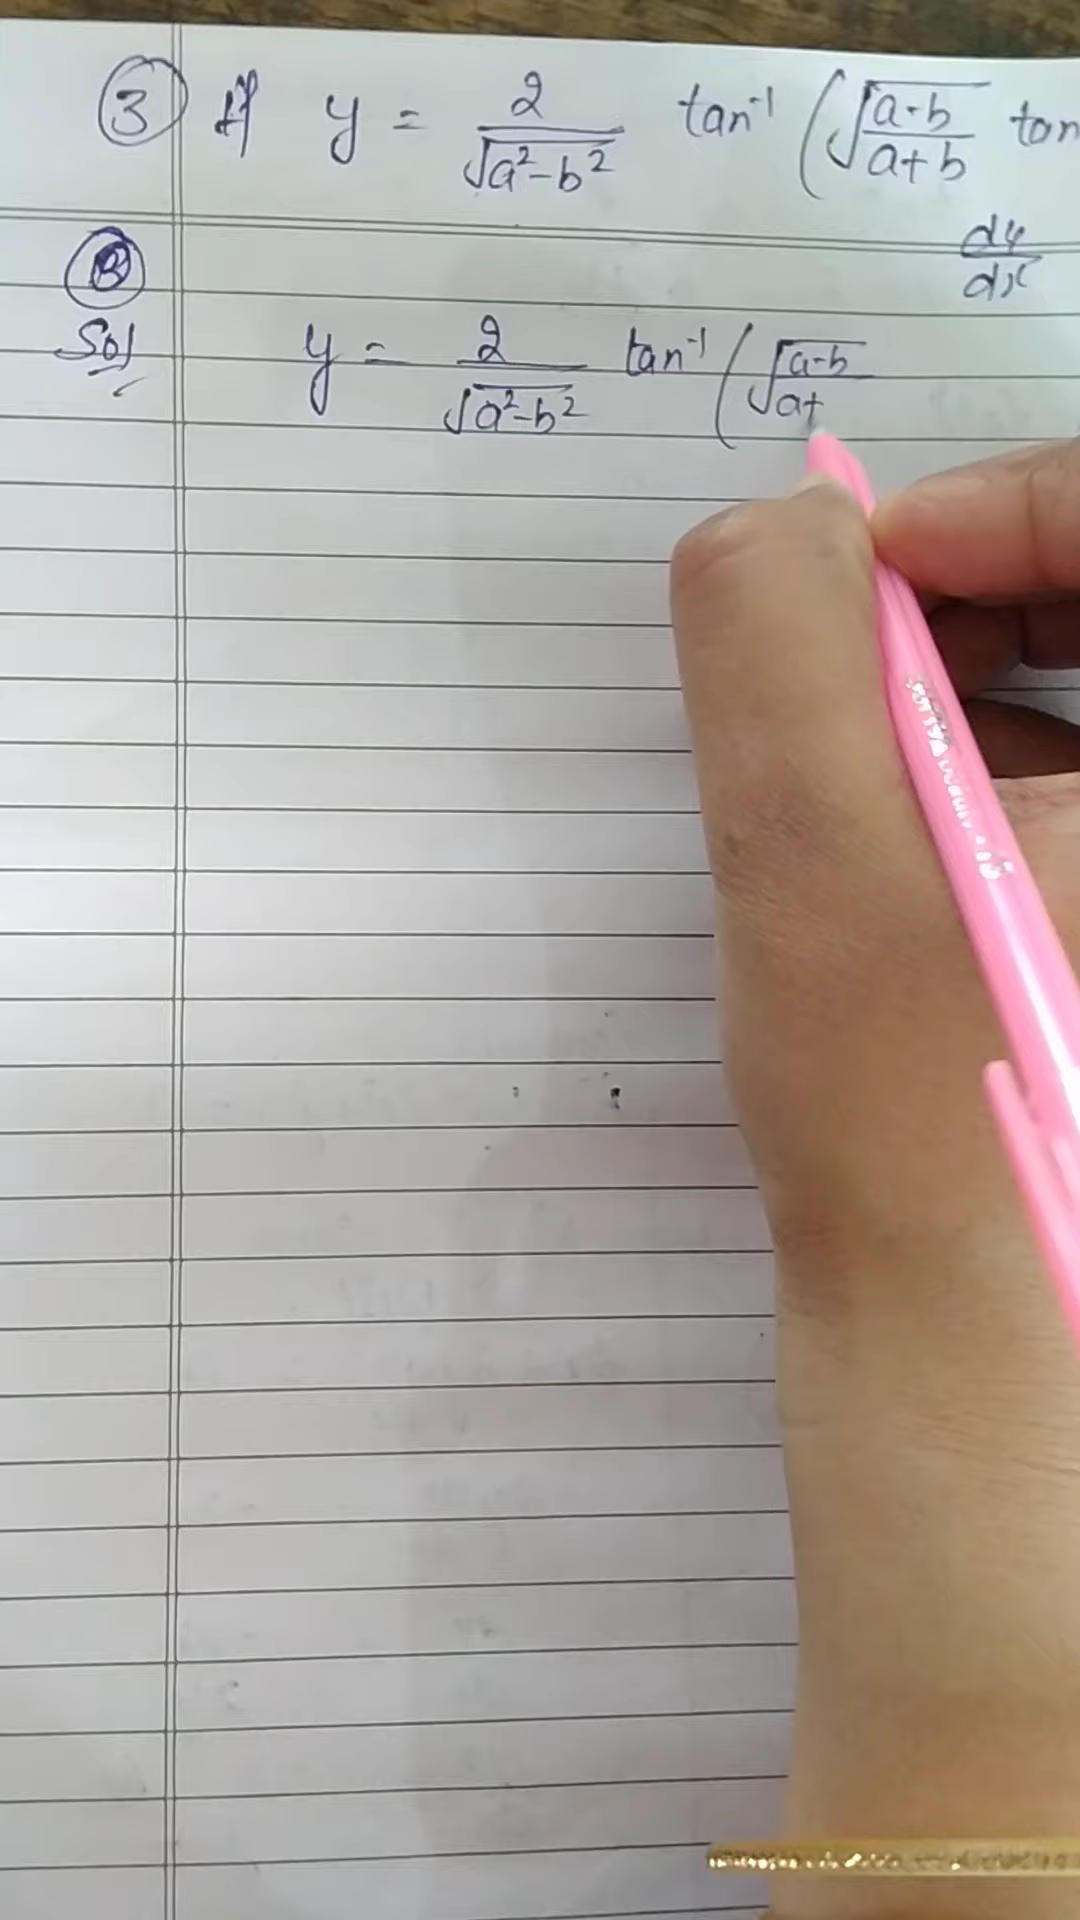 ③ If y = 2/√(a²-b²) tan⁻¹ (√((a-b)/(a+b)) tan
dy/dx
Sol y = 2/√(a²-b²) tan⁻¹ (√((a-b)/(a+